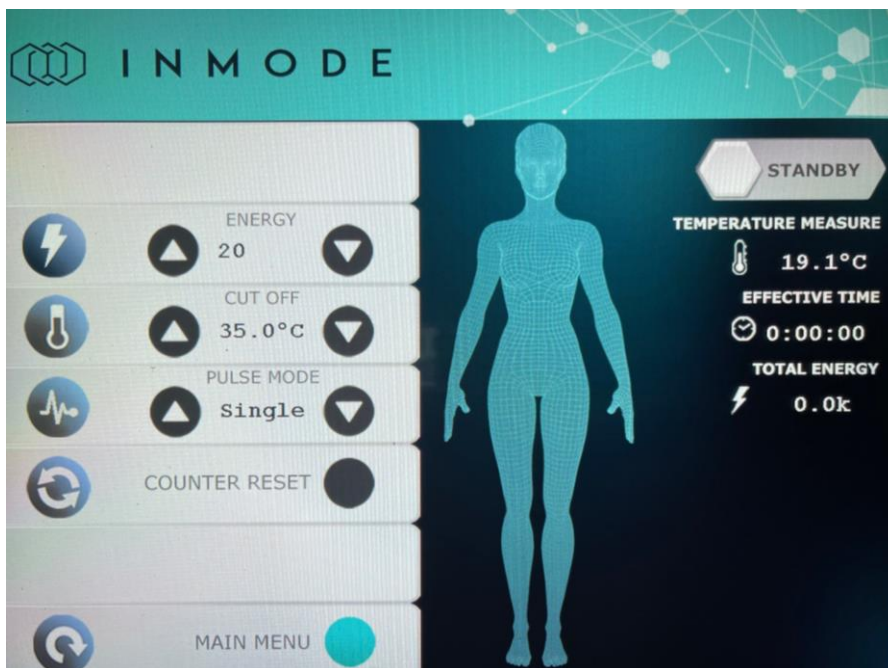 INMODE
STANDBY
TEMPERATURE MEASURE
19.1°C
EFFECTIVE TIME
0:00:00
TOTAL ENERGY
0.0k
ENERGY
20
CUT OFF
35.0°C
PULSE MODE
Single
COUNTER RESET
MAIN MENU